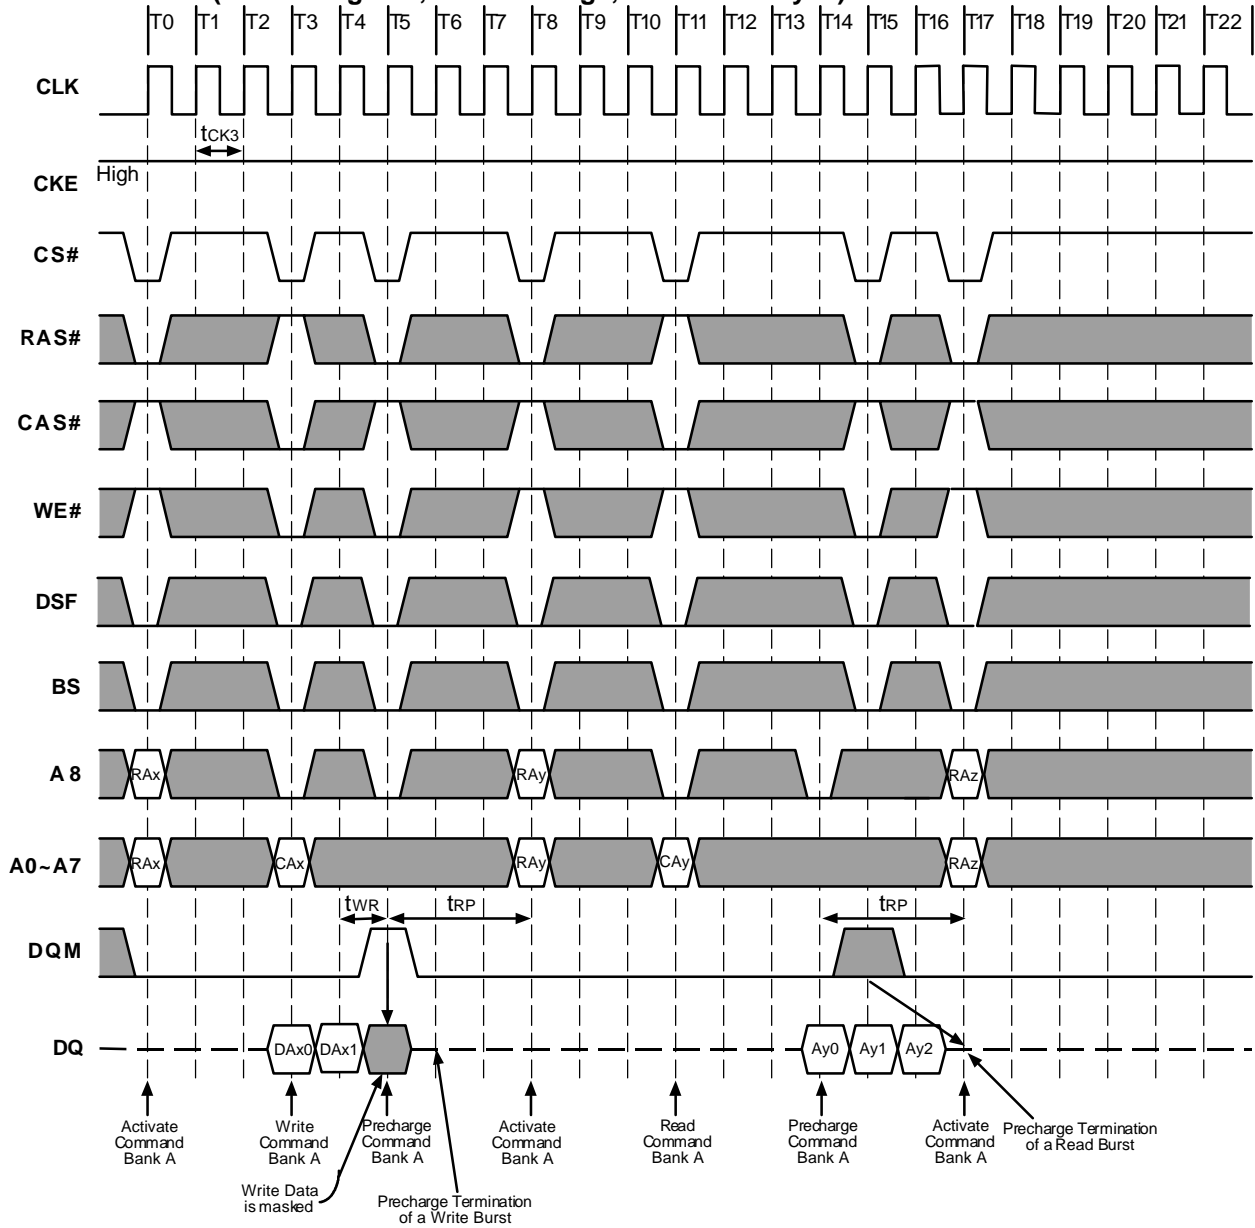 T0 T1 T2 T3 T4 T5 T6 T7 T8 T9 T10 T11 T12 T13 T14 T15 T16 T17 T18 T19 T20 T21 T22
CLK
tCK3
High
CKE
CS#
RAS#
CAS#
WE#
DSF
BS
A8 RAx RAy RAz
A0~A7 RAx CAx RAy CAy RAz
tWR tRP tRP
DQM
DQ DAx0 DAx1 Ay0 Ay1 Ay2
Activate
Command
Bank A
Write
Command
Bank A
Precharge
Command
Bank A
Activate
Command
Bank A
Read
Command
Bank A
Precharge
Command
Bank A
Activate
Command
Bank A
Precharge Termination
of a Read Burst
Write Data
is masked
Precharge Termination
of a Write Burst